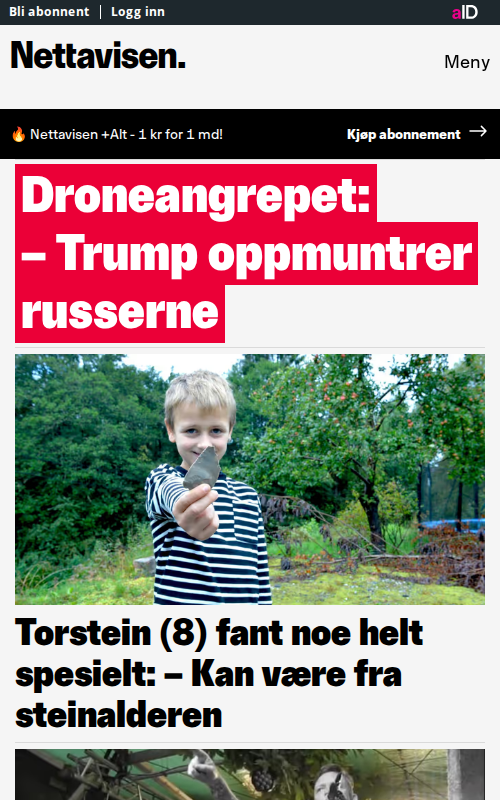 Bli abonnent
Logg inn
aID
Nettavisen.
Meny
🔥 Nettavisen +Alt - 1 kr for 1 md!
Kjøp abonnement →
Droneangrepet:
– Trump oppmuntrer
russerne
Torstein (8) fant noe helt
spesielt: – Kan være fra
steinalderen